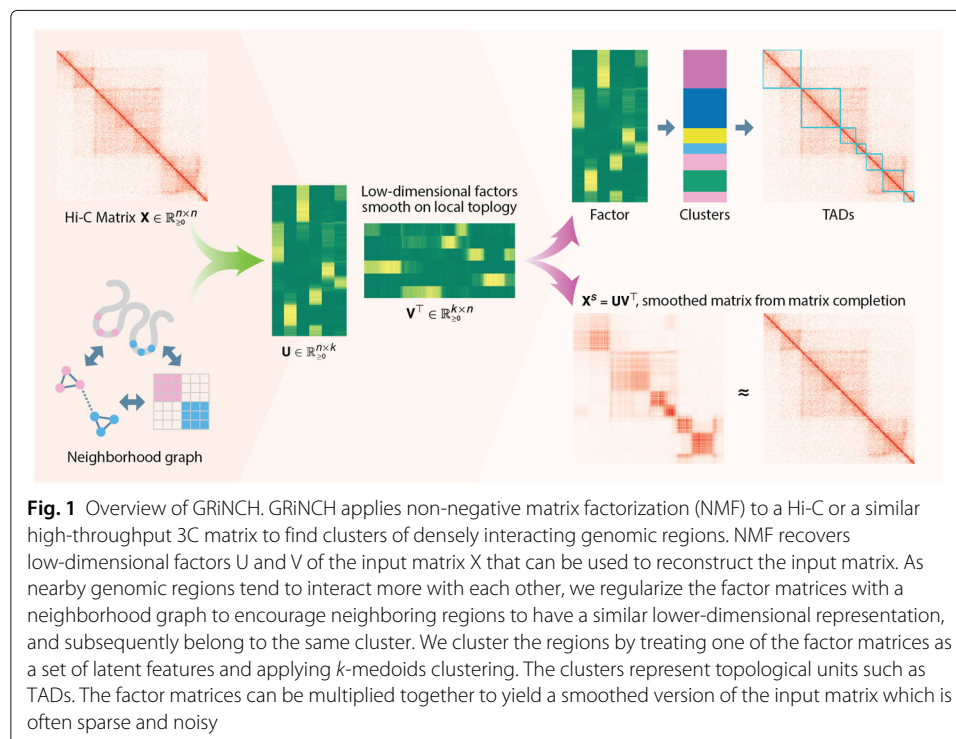 Hi-C Matrix X ∈ ℝ≥0^n×n
Neighborhood graph
U ∈ ℝ≥0^n×k
Low-dimensional factors
smooth on local toplogy
V⊤ ∈ ℝ≥0^k×n
Factor
Clusters
TADs
Xˢ = UV⊤, smoothed matrix from matrix completion
≈
Fig. 1 Overview of GRiNCH. GRiNCH applies non-negative matrix factorization (NMF) to a Hi-C or a similar
high-throughput 3C matrix to find clusters of densely interacting genomic regions. NMF recovers
low-dimensional factors U and V of the input matrix X that can be used to reconstruct the input matrix. As
nearby genomic regions tend to interact more with each other, we regularize the factor matrices with a
neighborhood graph to encourage neighboring regions to have a similar lower-dimensional representation,
and subsequently belong to the same cluster. We cluster the regions by treating one of the factor matrices as
a set of latent features and applying k-medoids clustering. The clusters represent topological units such as
TADs. The factor matrices can be multiplied together to yield a smoothed version of the input matrix which is
often sparse and noisy